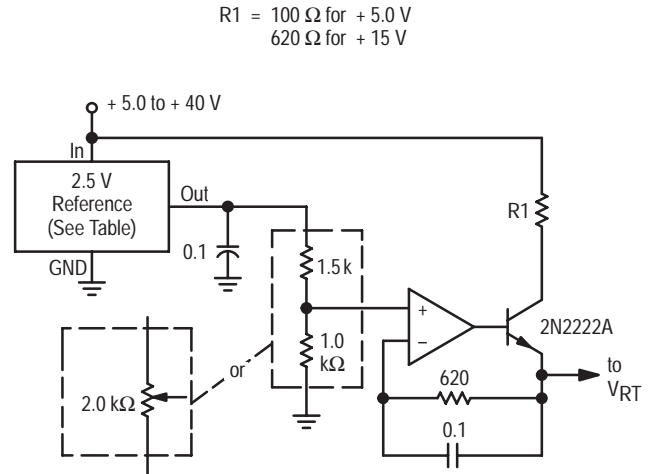 R1 = 100 Ω for + 5.0 V
620 Ω for + 15 V
+ 5.0 to + 40 V
In
2.5 V
Reference
(See Table)
Out
GND
0.1
1.5 k
1.0
kΩ
or
2.0 kΩ
R1
+
–
2N2222A
620
0.1
to
VRT